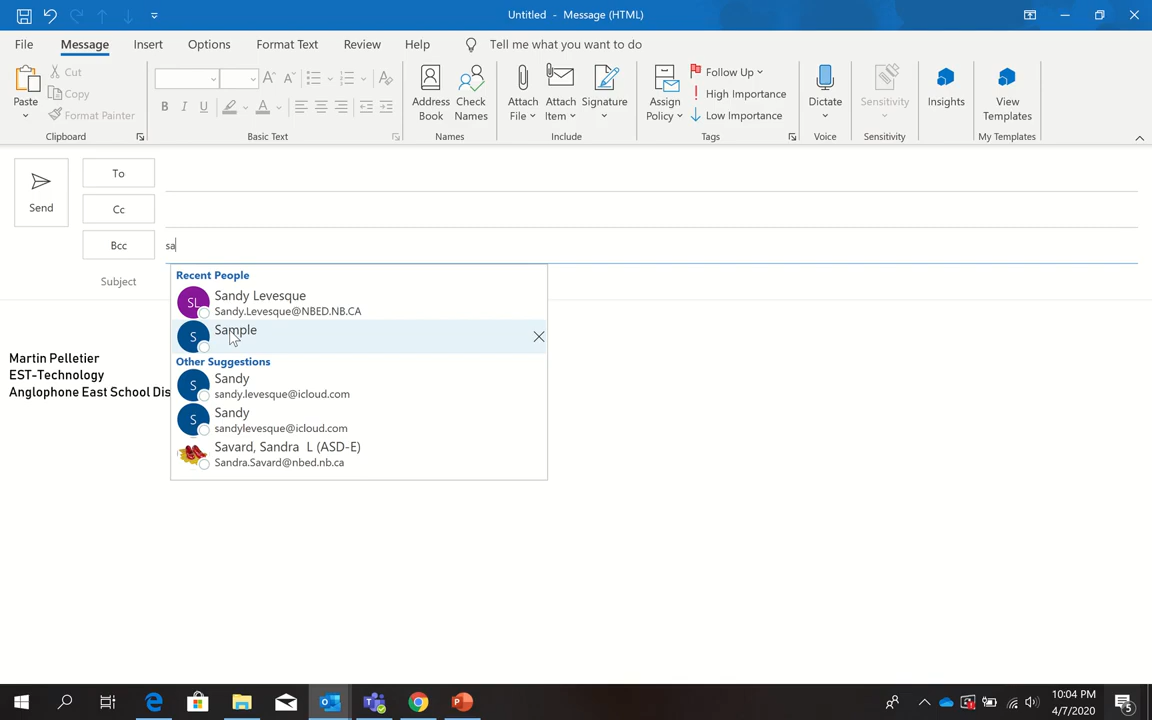 Untitled - Message (HTML)
File Message Insert Options Format Text Review Help Tell me what you want to do
Paste
Cut
Copy
Format Painter
Clipboard
B I U
Basic Text
Address Book
Check Names
Names
Attach File
Attach Item
Signature
Include
Assign Policy
Follow Up
High Importance
Low Importance
Tags
Dictate
Voice
Sensitivity
Sensitivity
Insights
View Templates
My Templates
Send
To
Cc
Bcc
sa
Subject
Recent People
SL
Sandy Levesque
Sandy.Levesque@NBED.NB.CA
S
Sample
Other Suggestions
S
Sandy
sandy.levesque@icloud.com
S
Sandy
sandylevesque@icloud.com
Savard, Sandra L (ASD-E)
Sandra.Savard@nbed.nb.ca
Martin Pelletier
EST-Technology
Anglophone East School Dis
10:04 PM
4/7/2020
5